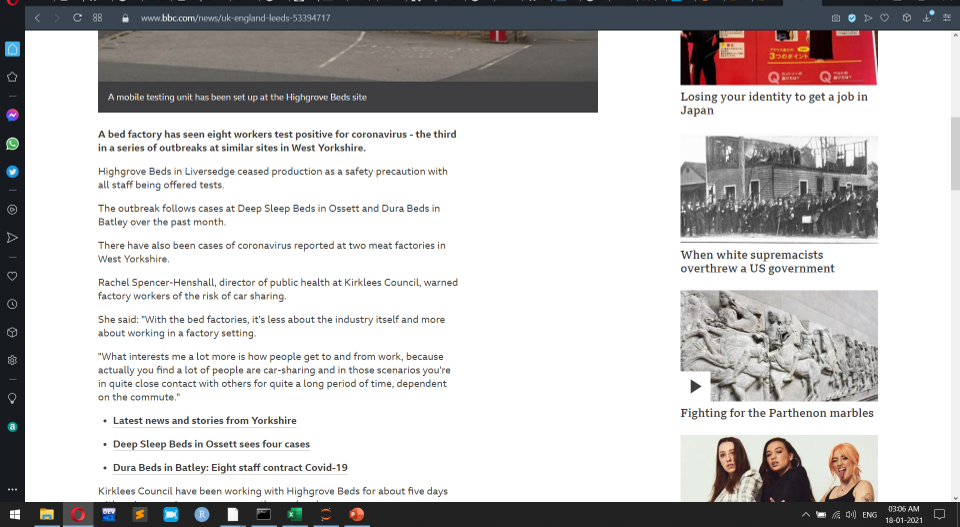 www.bbc.com/news/uk-england-leeds-53394717
A mobile testing unit has been set up at the Highgrove Beds site
A bed factory has seen eight workers test positive for coronavirus - the third
in a series of outbreaks at similar sites in West Yorkshire.
Highgrove Beds in Liversedge ceased production as a safety precaution with
all staff being offered tests.
The outbreak follows cases at Deep Sleep Beds in Ossett and Dura Beds in
Batley over the past month.
There have also been cases of coronavirus reported at two meat factories in
West Yorkshire.
Rachel Spencer-Henshall, director of public health at Kirklees Council, warned
factory workers of the risk of car sharing.
She said: "With the bed factories, it's less about the industry itself and more
about working in a factory setting.
"What interests me a lot more is how people get to and from work, because
actually you find a lot of people are car-sharing and in those scenarios you're
in quite close contact with others for quite a long period of time, dependent
on the commute."
• Latest news and stories from Yorkshire
• Deep Sleep Beds in Ossett sees four cases
• Dura Beds in Batley: Eight staff contract Covid-19
Kirklees Council have been working with Highgrove Beds for about five days
3つのポイント
Losing your identity to get a job in
Japan
When white supremacists
overthrew a US government
Fighting for the Parthenon marbles
ENG
03:06 AM
18-01-2021